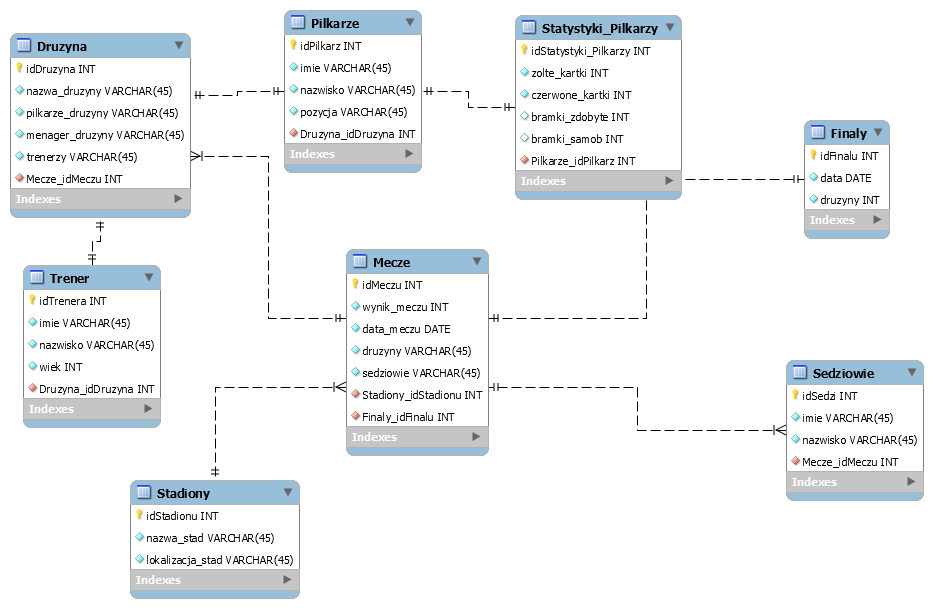 Druzyna
idDruzyna INT
nazwa_druzyny VARCHAR(45)
pilkarze_druzyny VARCHAR(45)
menager_druzyny VARCHAR(45)
trenerzy VARCHAR(45)
Mecze_idMeczu INT
Indexes
Pilkarze
idPilkarz INT
imie VARCHAR(45)
nazwisko VARCHAR(45)
pozycja VARCHAR(45)
Druzyna_idDruzyna INT
Indexes
Statystyki_Pilkarzy
idStatystyki_Pilkarzy INT
zolte_kartki INT
czerwone_kartki INT
bramki_zdobyte INT
bramki_samob INT
Pilkarze_idPilkarz INT
Indexes
Finaly
idFinalu INT
data DATE
druzyny INT
Indexes
Trener
idTrenera INT
imie VARCHAR(45)
nazwisko VARCHAR(45)
wiek INT
Druzyna_idDruzyna INT
Indexes
Mecze
idMeczu INT
wynik_meczu INT
data_meczu DATE
druzyny VARCHAR(45)
sedziowie VARCHAR(45)
Stadiony_idStadionu INT
Finaly_idFinalu INT
Indexes
Sedziowie
idSedzi INT
imie VARCHAR(45)
nazwisko VARCHAR(45)
Mecze_idMeczu INT
Indexes
Stadiony
idStadionu INT
nazwa_stad VARCHAR(45)
lokalizacja_stad VARCHAR(45)
Indexes